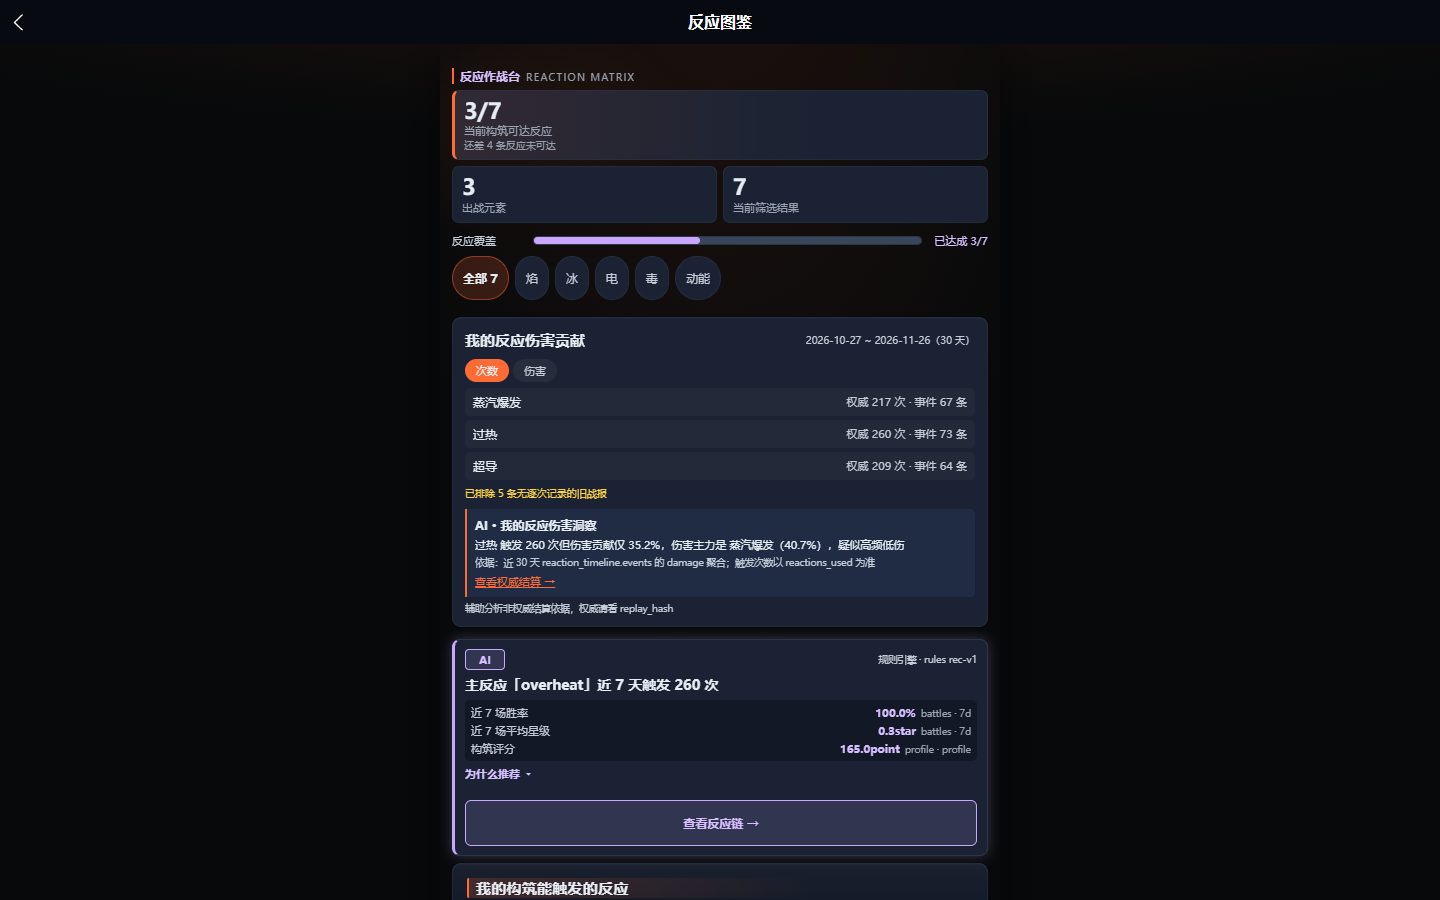 反应图鉴
反应作战台 REACTION MATRIX
3/7
当前构筑可达反应
还差 4 条反应未可达
3
出战元素
7
当前筛选结果
反应覆盖
已达成 3/7
全部 7
焰
冰
电
毒
动能
我的反应伤害贡献
2026-10-27 ~ 2026-11-26（30 天）
次数
伤害
蒸汽爆发
权威 217 次 · 事件 67 条
过热
权威 260 次 · 事件 73 条
超导
权威 209 次 · 事件 64 条
已排除 5 条无逐次记录的旧战报
AI · 我的反应伤害洞察
过热 触发 260 次但伤害贡献仅 35.2%，伤害主力是 蒸汽爆发（40.7%），疑似高频低伤
依据：近 30 天 reaction_timeline.events 的 damage 聚合；触发次数以 reactions_used 为准
查看权威结算 →
辅助分析非权威结算依据，权威请看 replay_hash
AI
规则引擎 · rules rec-v1
主反应「overheat」近 7 天触发 260 次
近 7 场胜率
100.0% battles · 7d
近 7 场平均星级
0.3star battles · 7d
构筑评分
165.0point profile · profile
为什么推荐
查看反应链 →
我的构筑能触发的反应